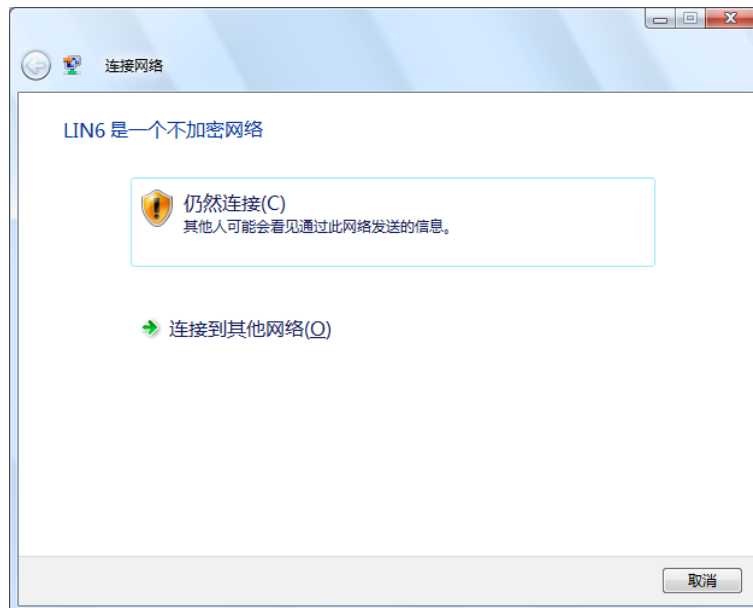 连接网络
LIN6 是一个不加密网络
仍然连接(C)
其他人可能会看见通过此网络发送的信息。
连接到其他网络(O)
取消